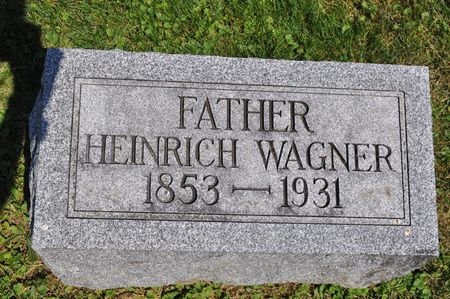 FATHER
HEINRICH WAGNER
1853 — 1931